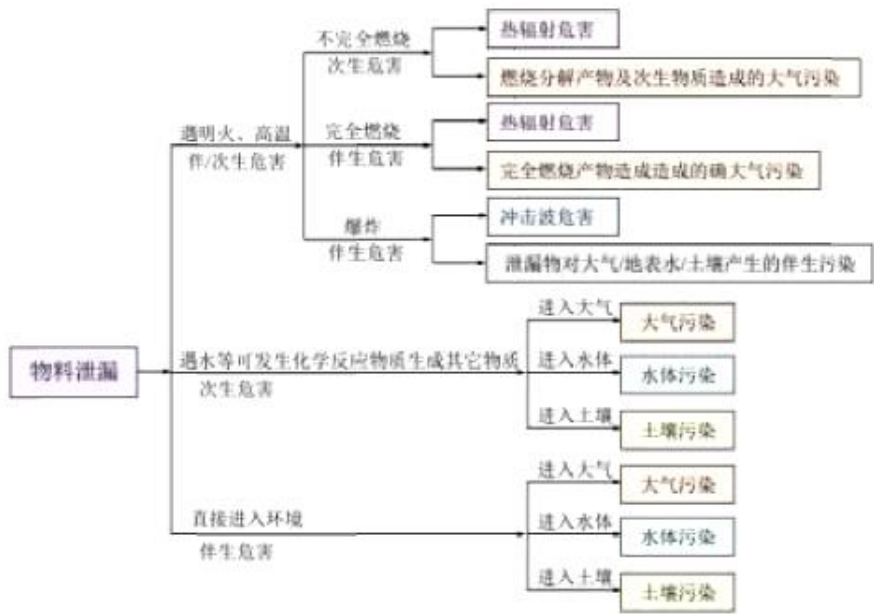 不完全燃烧
次生危害
热辐射危害
燃烧分解产物及次生物质造成的大气污染
遇明火、高温
伴/次生危害
完全燃烧
伴生危害
热辐射危害
完全燃烧产物造成造成的确大气污染
爆炸
伴生危害
冲击波危害
泄漏物对大气/地表水/土壤产生的伴生污染
物料泄漏
遇水等可发生化学反应物质生成其它物质
次生危害
进入大气
大气污染
进入水体
水体污染
进入土壤
土壤污染
直接进入环境
伴生危害
进入大气
大气污染
进入水体
水体污染
进入土壤
土壤污染